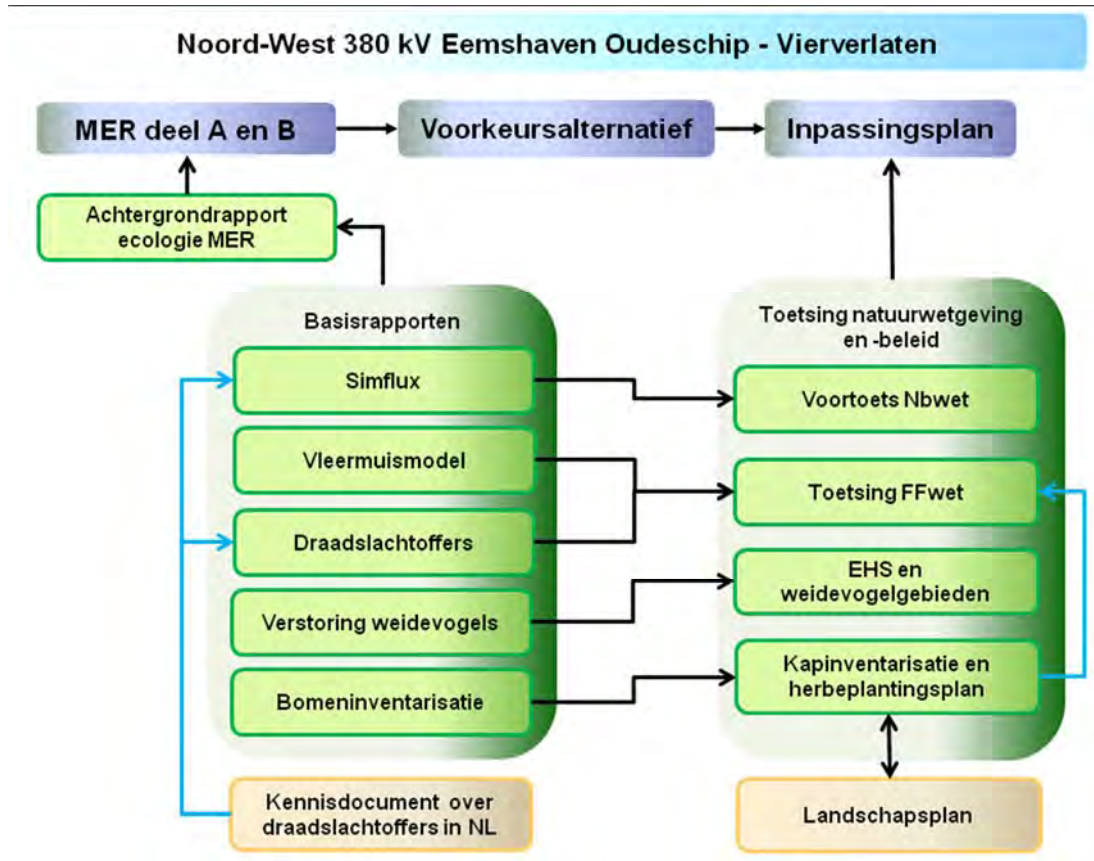 Noord-West 380 kV Eemshaven Oudeschip - Vierverlaten
MER deel A en B
Voorkeursalternatief
Inpassingsplan
Achtergrondrapport
ecologie MER
Basisrapporten
Simflux
Vleermuismodel
Draadslachtoffers
Verstoring weidevogels
Bomeninventarisatie
Kennisdocument over
draadslachtoffers in NL
Toetsing natuurwetgeving
en -beleid
Voortoets Nbwet
Toetsing FFwet
EHS en
weidevogelgebieden
Kapinventarisatie en
herbeplantingsplan
Landschapsplan